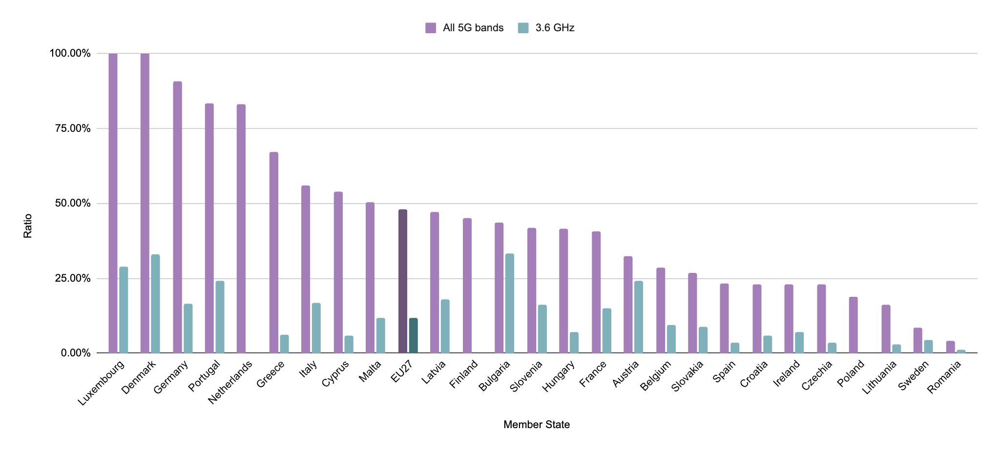 All 5G bands
3.6 GHz
100.00%
75.00%
50.00%
25.00%
0.00%
Ratio
Luxembourg
Denmark
Germany
Portugal
Netherlands
Greece
Italy
Cyprus
Malta
EU27
Latvia
Finland
Bulgaria
Slovenia
Hungary
France
Austria
Belgium
Slovakia
Spain
Croatia
Ireland
Czechia
Poland
Lithuania
Sweden
Romania
Member State